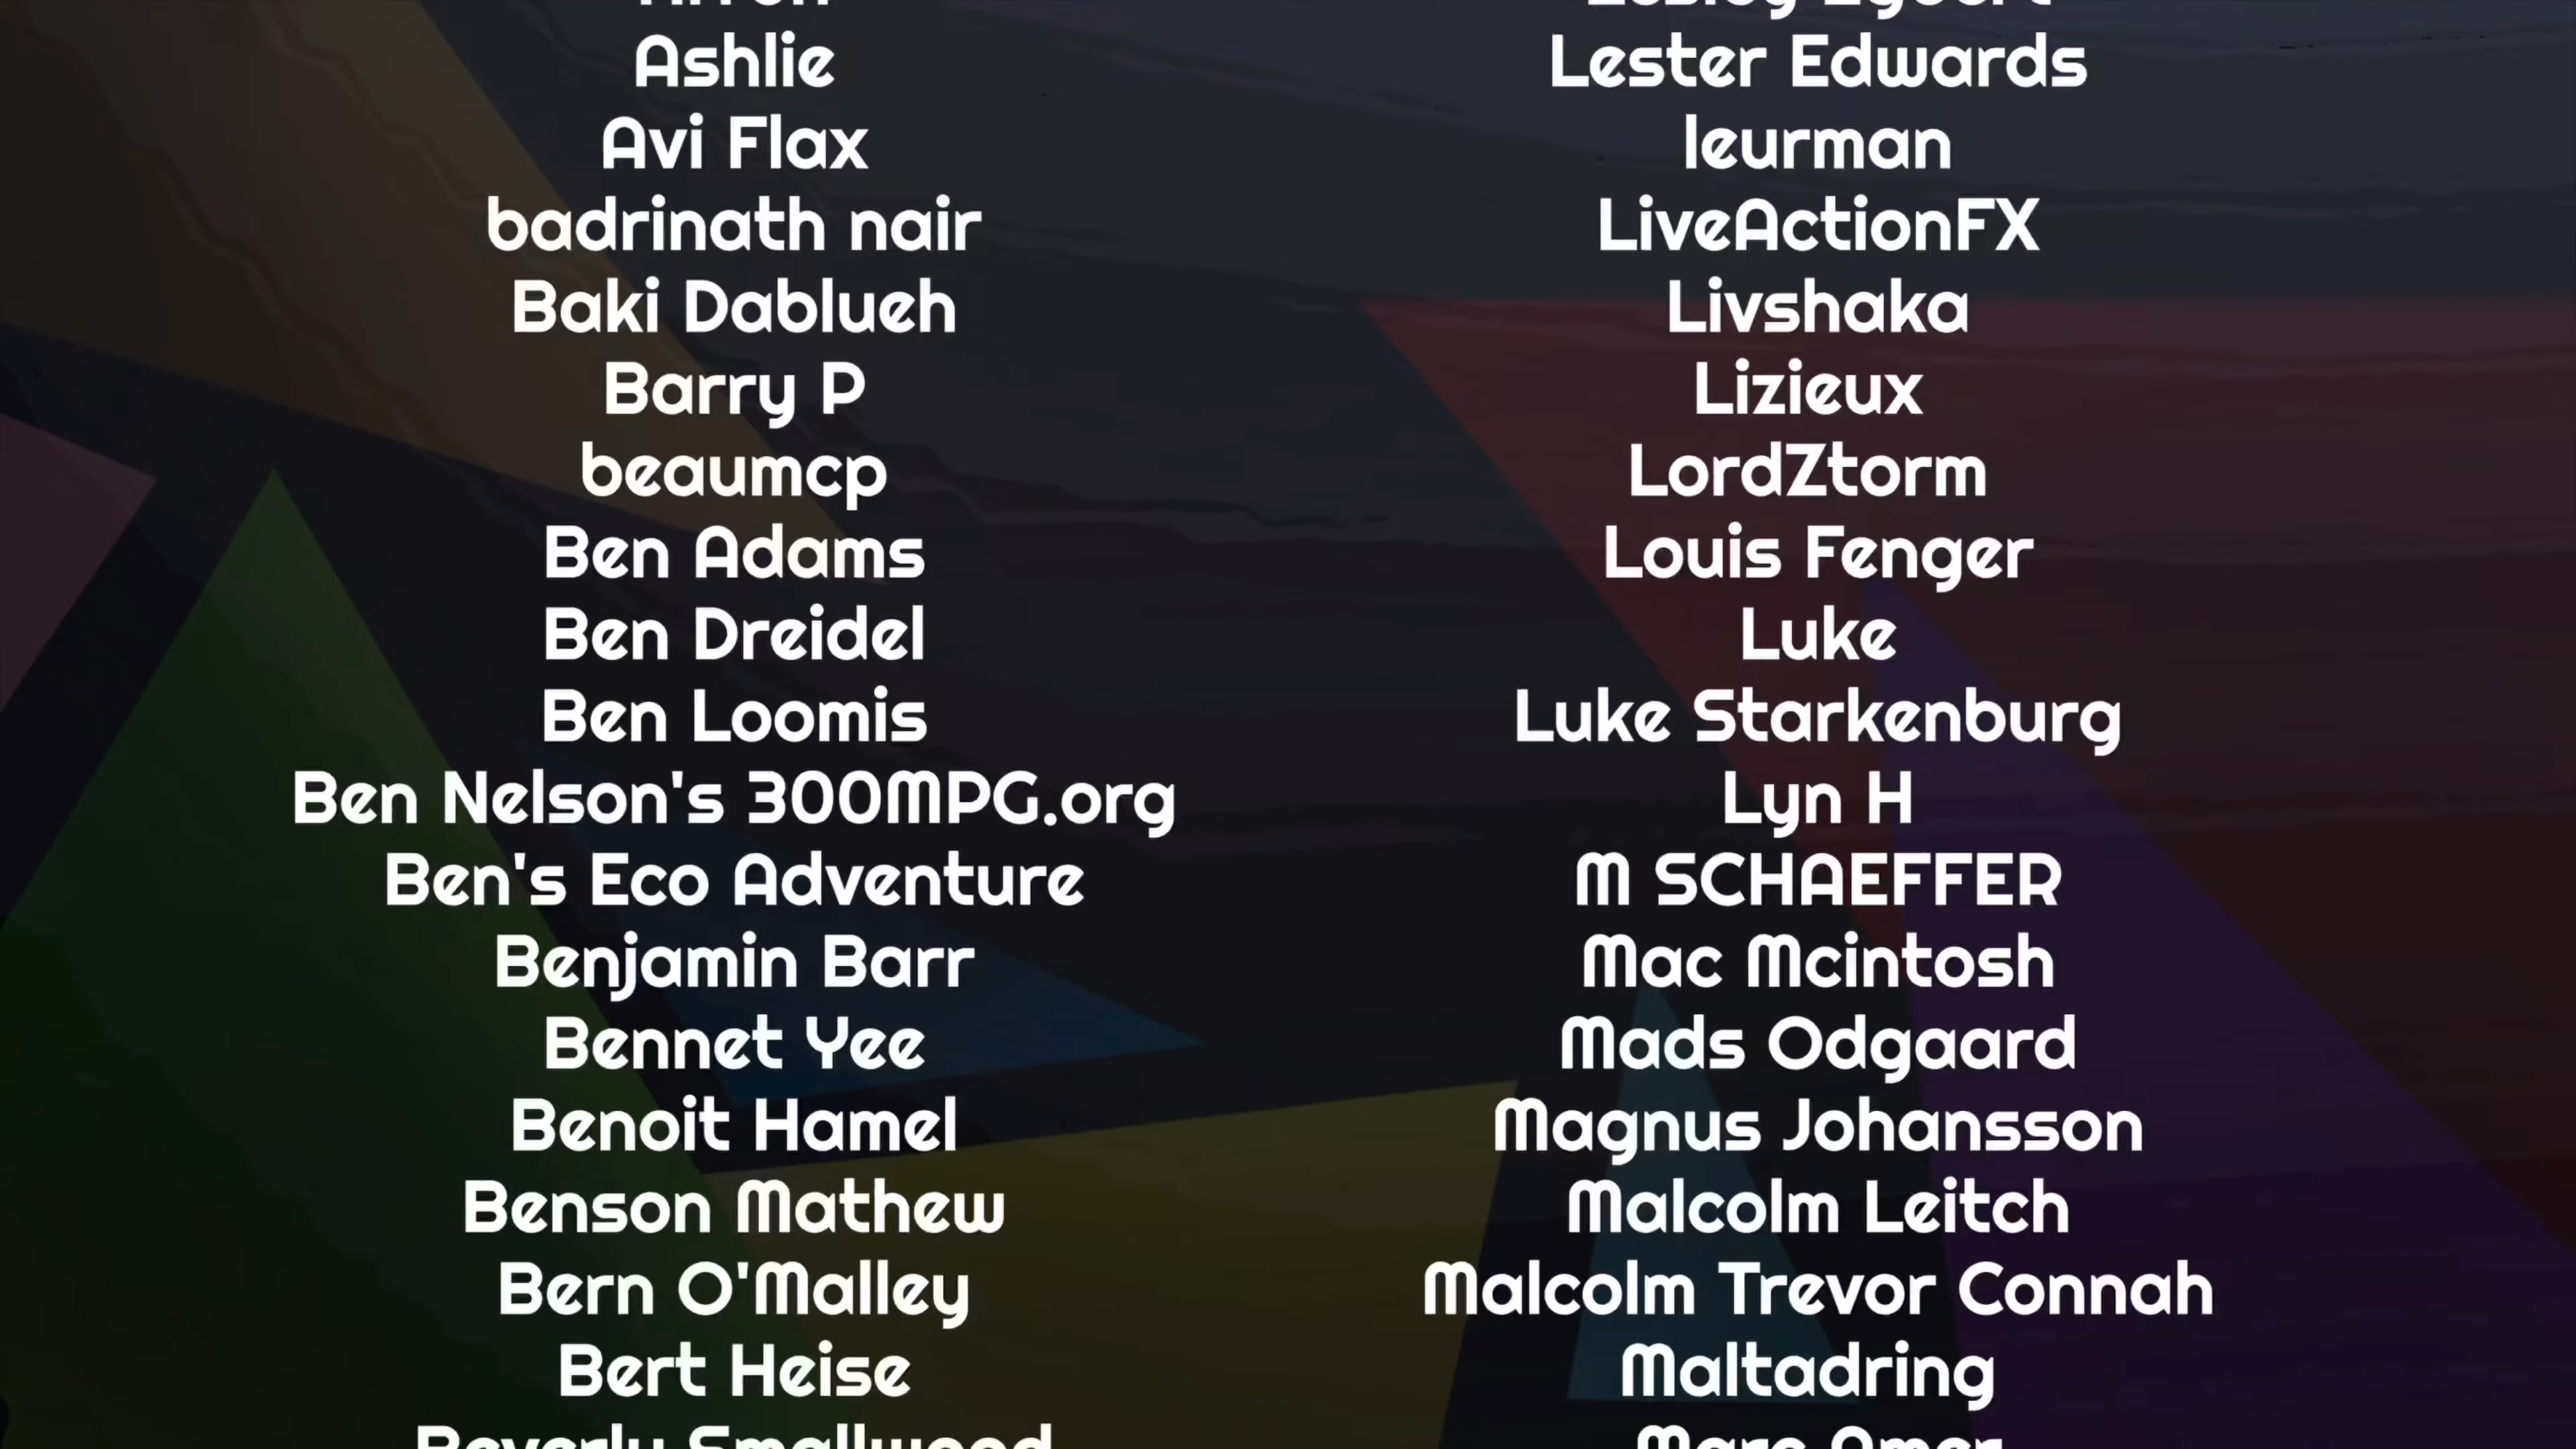 Ashlie
Avi Flax
badrinath nair
Baki Dablueh
Barry P
beaumcp
Ben Adams
Ben Dreidel
Ben Loomis
Ben Nelson's 300MPG.org
Ben's Eco Adventure
Benjamin Barr
Bennet Yee
Benoit Hamel
Benson Mathew
Bern O'Malley
Bert Heise
Beverly Smallwood
Lester Edwards
leurman
LiveActionFX
Livshaka
Lizieux
LordZtorm
Louis Fenger
Luke
Luke Starkenburg
Lyn H
M SCHAEFFER
Mac Mcintosh
Mads Odgaard
Magnus Johansson
Malcolm Leitch
Malcolm Trevor Connah
Maltadring